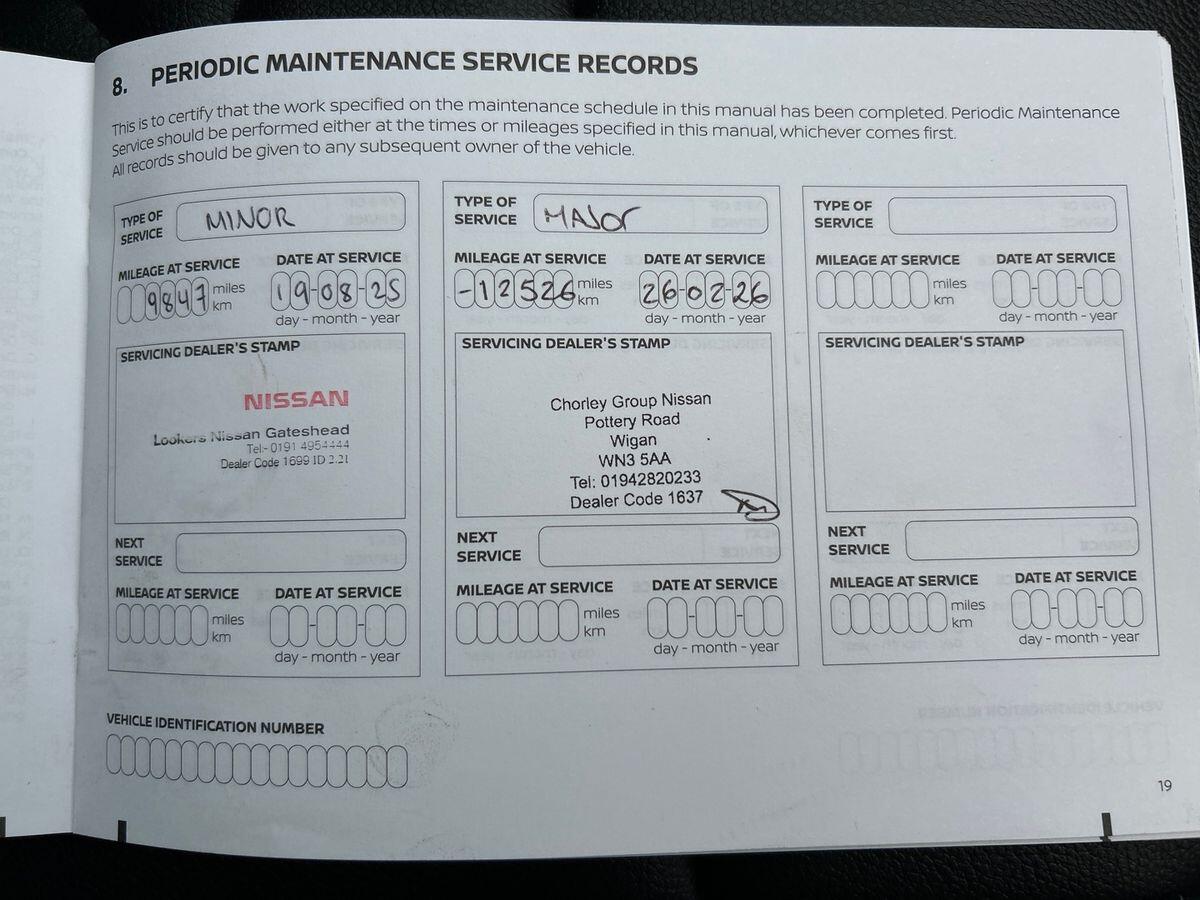 8. PERIODIC MAINTENANCE SERVICE RECORDS
This is to certify that the work specified on the maintenance schedule in this manual has been completed. Periodic Maintenance
Service should be performed either at the times or mileages specified in this manual, whichever comes first.
All records should be given to any subsequent owner of the vehicle.
TYPE OF SERVICE MINOR
MILEAGE AT SERVICE DATE AT SERVICE
9847 miles km 19-08-25
day - month - year
SERVICING DEALER'S STAMP
NISSAN
Lookers Nissan Gateshead
Tel:- 0191 4954444
Dealer Code 1699 ID 2.21
NEXT SERVICE
MILEAGE AT SERVICE DATE AT SERVICE
miles km
day - month - year
TYPE OF SERVICE MAJOR
MILEAGE AT SERVICE DATE AT SERVICE
-12526 miles km 26-02-26
day - month - year
SERVICING DEALER'S STAMP
Chorley Group Nissan
Pottery Road
Wigan
WN3 5AA
Tel: 01942820233
Dealer Code 1637
NEXT SERVICE
MILEAGE AT SERVICE DATE AT SERVICE
miles km
day - month - year
TYPE OF SERVICE
MILEAGE AT SERVICE DATE AT SERVICE
miles km
day - month - year
SERVICING DEALER'S STAMP
NEXT SERVICE
MILEAGE AT SERVICE DATE AT SERVICE
miles km
day - month - year
VEHICLE IDENTIFICATION NUMBER
19